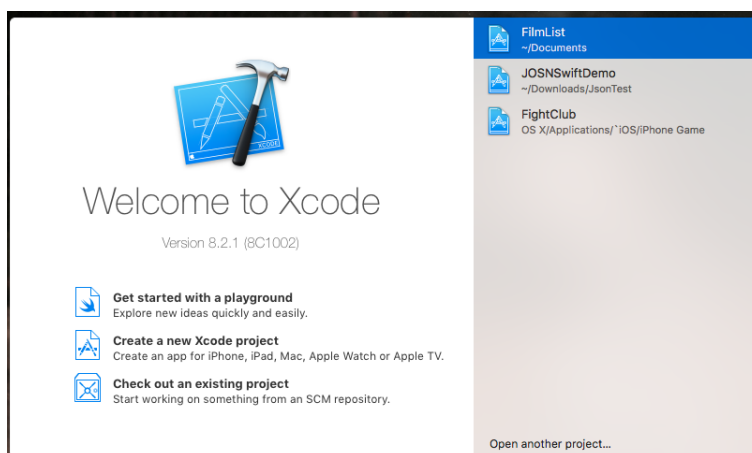 XCODE
Welcome to Xcode
Version 8.2.1 (8C1002)
Get started with a playground
Explore new ideas quickly and easily.
Create a new Xcode project
Create an app for iPhone, iPad, Mac, Apple Watch or Apple TV.
Check out an existing project
Start working on something from an SCM repository.
FilmList
~/Documents
JOSNSwiftDemo
~/Downloads/JsonTest
FightClub
OS X/Applications/`iOS/iPhone Game
Open another project...